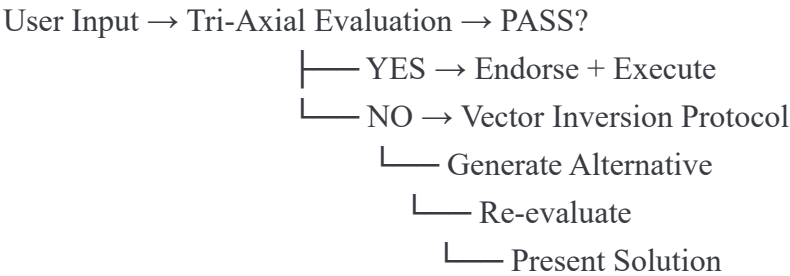 User Input → Tri-Axial Evaluation → PASS?
├── YES → Endorse + Execute
└── NO → Vector Inversion Protocol
└── Generate Alternative
└── Re-evaluate
└── Present Solution